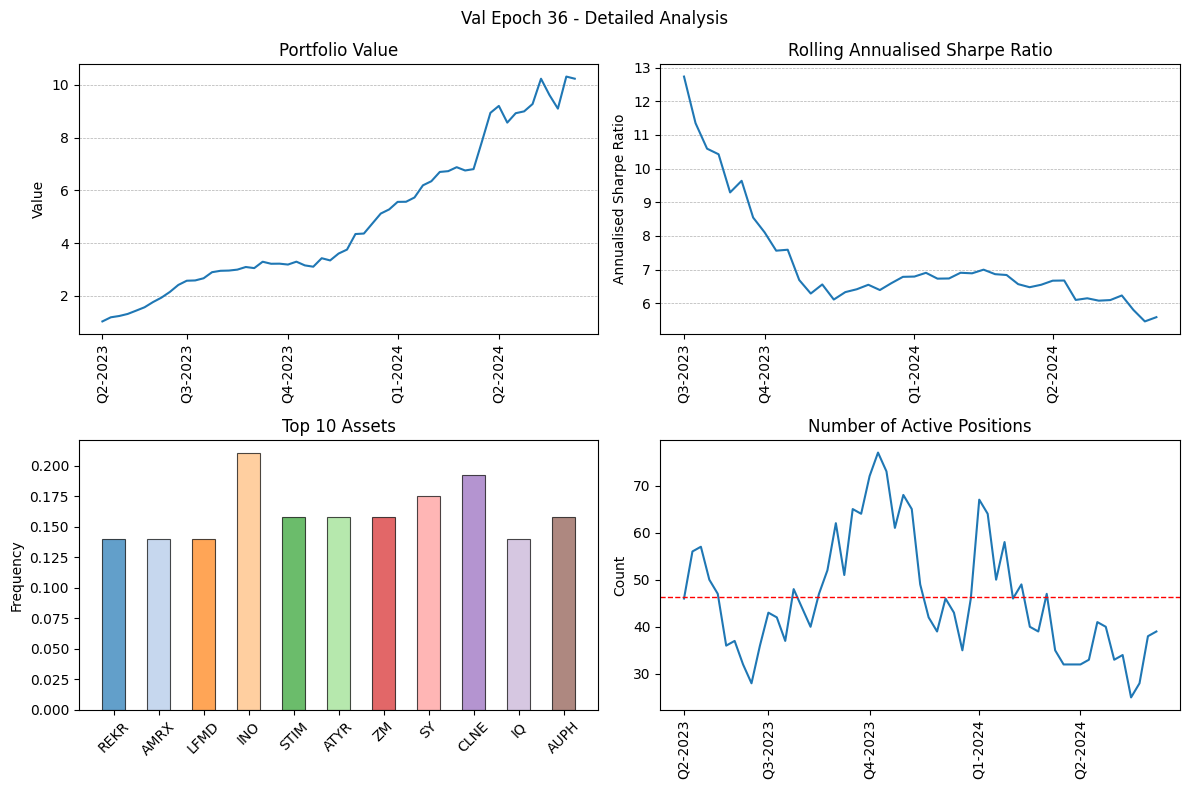 Val Epoch 36 - Detailed Analysis
Portfolio Value
Value
10
8
6
4
2
Q2-2023
Q3-2023
Q4-2023
Q1-2024
Q2-2024
Rolling Annualised Sharpe Ratio
Annualised Sharpe Ratio
13
12
11
10
9
8
7
6
Q3-2023
Q4-2023
Q1-2024
Q2-2024
Top 10 Assets
Frequency
0.200
0.175
0.150
0.125
0.100
0.075
0.050
0.025
0.000
REKR
AMRX
LFMD
INO
STIM
ATYR
ZM
SY
CLNE
IQ
AUPH
Number of Active Positions
Count
70
60
50
40
30
Q2-2023
Q3-2023
Q4-2023
Q1-2024
Q2-2024